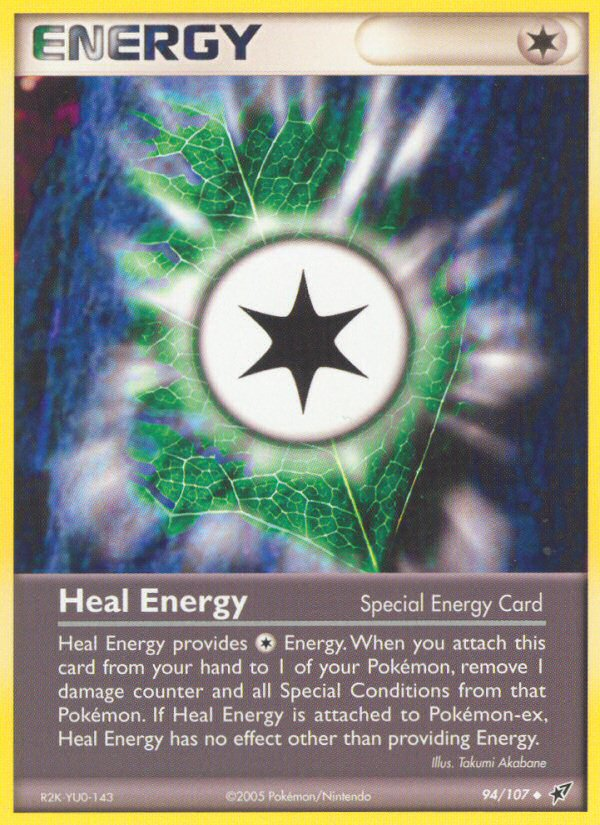 ENERGY
Heal Energy
Special Energy Card
Heal Energy provides Energy. When you attach this
card from your hand to 1 of your Pokémon, remove 1
damage counter and all Special Conditions from that
Pokémon. If Heal Energy is attached to Pokémon-ex,
Heal Energy has no effect other than providing Energy.
Illus. Takumi Akabane
R2K-YU0-143
©2005 Pokémon/Nintendo
94/107